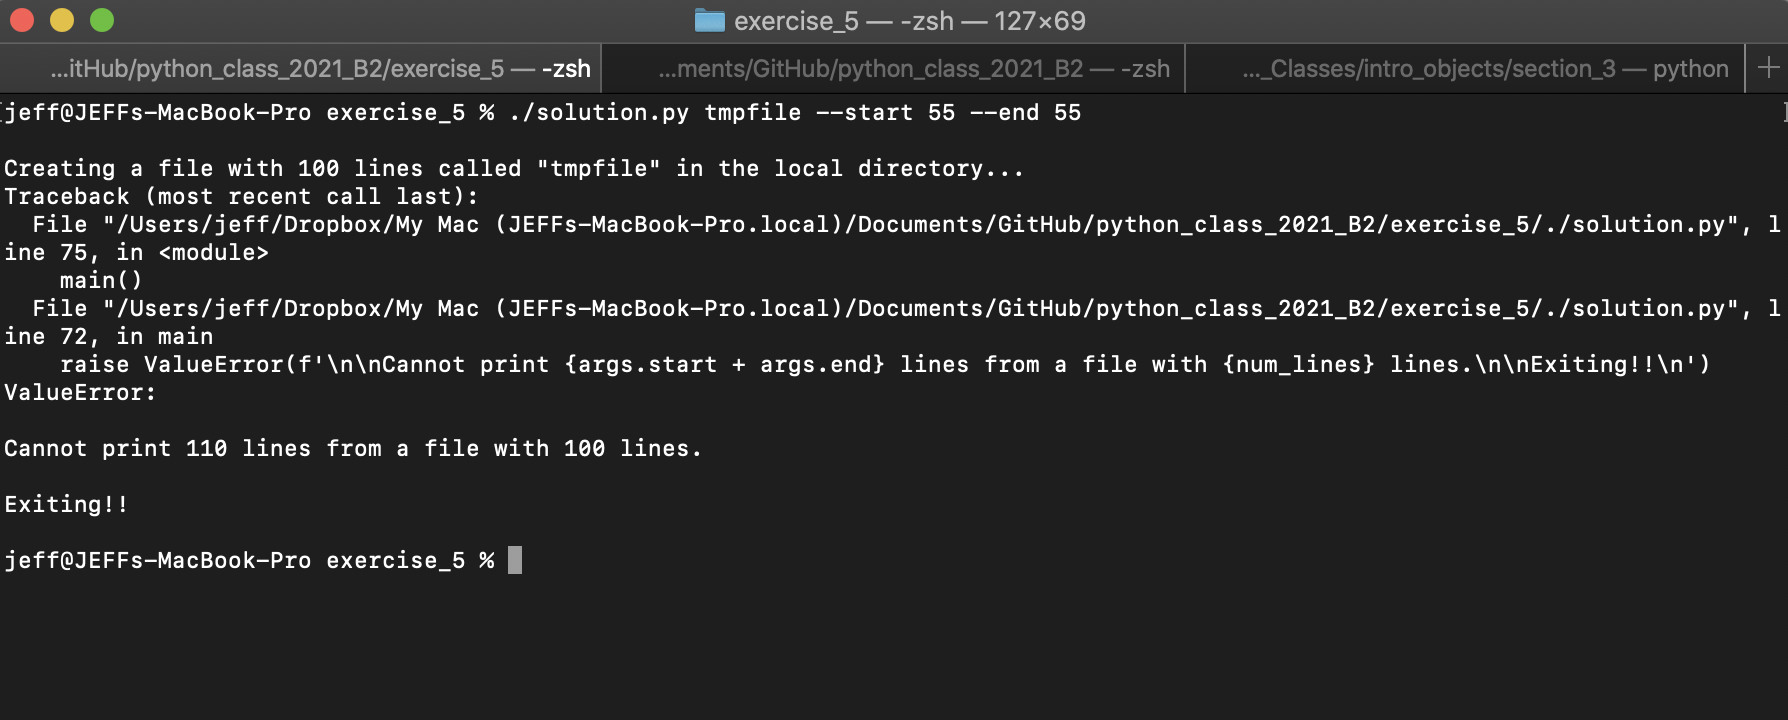 exercise_5 — -zsh — 127×69
...itHub/python_class_2021_B2/exercise_5 — -zsh ...ments/GitHub/python_class_2021_B2 — -zsh ..._Classes/intro_objects/section_3 — python +
jeff@JEFFs-MacBook-Pro exercise_5 % ./solution.py tmpfile --start 55 --end 55
Creating a file with 100 lines called "tmpfile" in the local directory...
Traceback (most recent call last):
  File "/Users/jeff/Dropbox/My Mac (JEFFs-MacBook-Pro.local)/Documents/GitHub/python_class_2021_B2/exercise_5/./solution.py", l
ine 75, in <module>
    main()
  File "/Users/jeff/Dropbox/My Mac (JEFFs-MacBook-Pro.local)/Documents/GitHub/python_class_2021_B2/exercise_5/./solution.py", l
ine 72, in main
    raise ValueError(f'\n\nCannot print {args.start + args.end} lines from a file with {num_lines} lines.\n\nExiting!!\n')
ValueError:
Cannot print 110 lines from a file with 100 lines.
Exiting!!
jeff@JEFFs-MacBook-Pro exercise_5 %